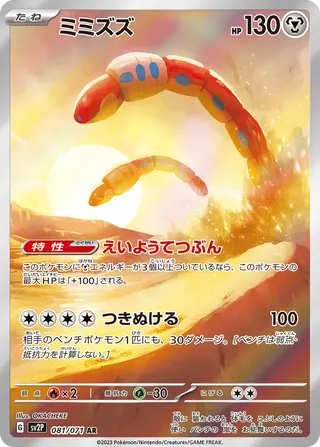 たね ミミズズ HP 130
特性 とくせい えいようてつぶん
このポケモンにエネルギーが3個以上ついているなら、このポケモンの
最大HPは「+100」される。
つきぬける 100
相手のベンチポケモン1匹にも、30ダメージ。[ベンチは弱点・
抵抗力を計算しない。]
弱点 ×2 抵抗力 -30 にげる
Illus. OKACHEKE
G SV2P 081/071 AR
©2023 Pokémon/Nintendo/Creatures/GAME FREAK.